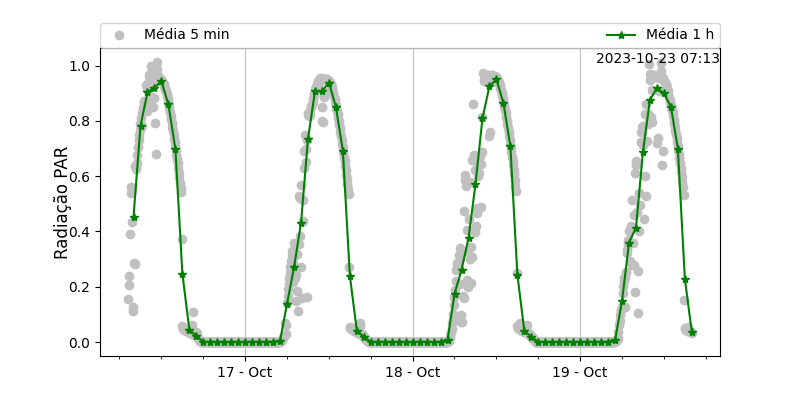 Média 5 min
Média 1 h
2023-10-23 07:13
Radiação PAR
1.0
0.8
0.6
0.4
0.2
0.0
17 - Oct
18 - Oct
19 - Oct